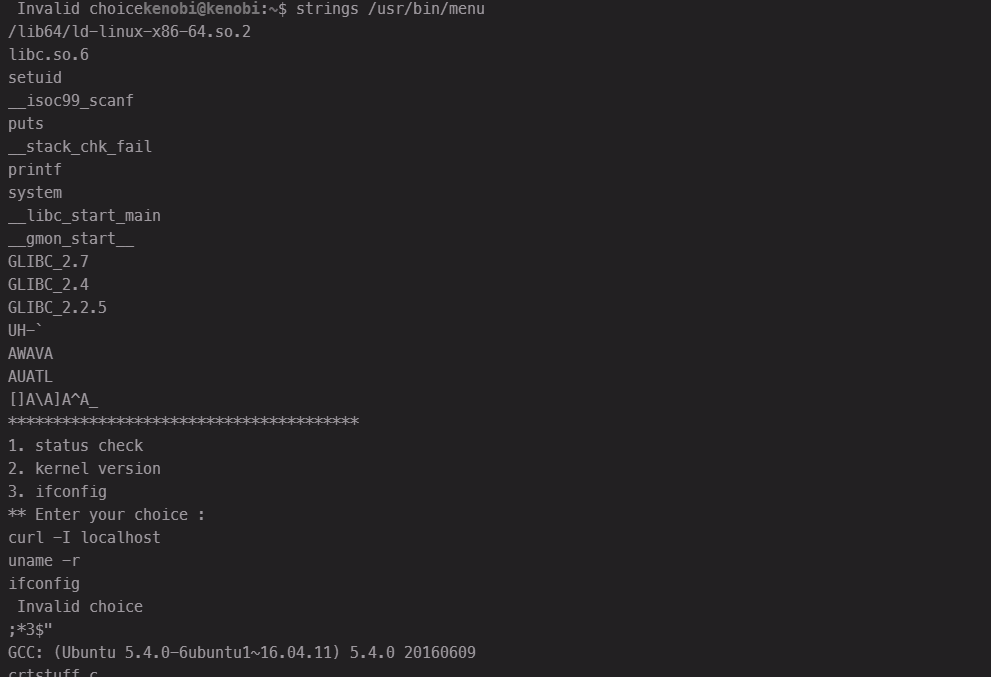 Invalid choicekenobi@kenobi:~$ strings /usr/bin/menu
/lib64/ld-linux-x86-64.so.2
libc.so.6
setuid
__isoc99_scanf
puts
__stack_chk_fail
printf
system
__libc_start_main
__gmon_start__
GLIBC_2.7
GLIBC_2.4
GLIBC_2.2.5
UH-`
AWAVA
AUATL
[]A\A]A^A_
***************************************
1. status check
2. kernel version
3. ifconfig
** Enter your choice :
curl -I localhost
uname -r
ifconfig
 Invalid choice
;*3$"
GCC: (Ubuntu 5.4.0-6ubuntu1~16.04.11) 5.4.0 20160609
crtstuff.c